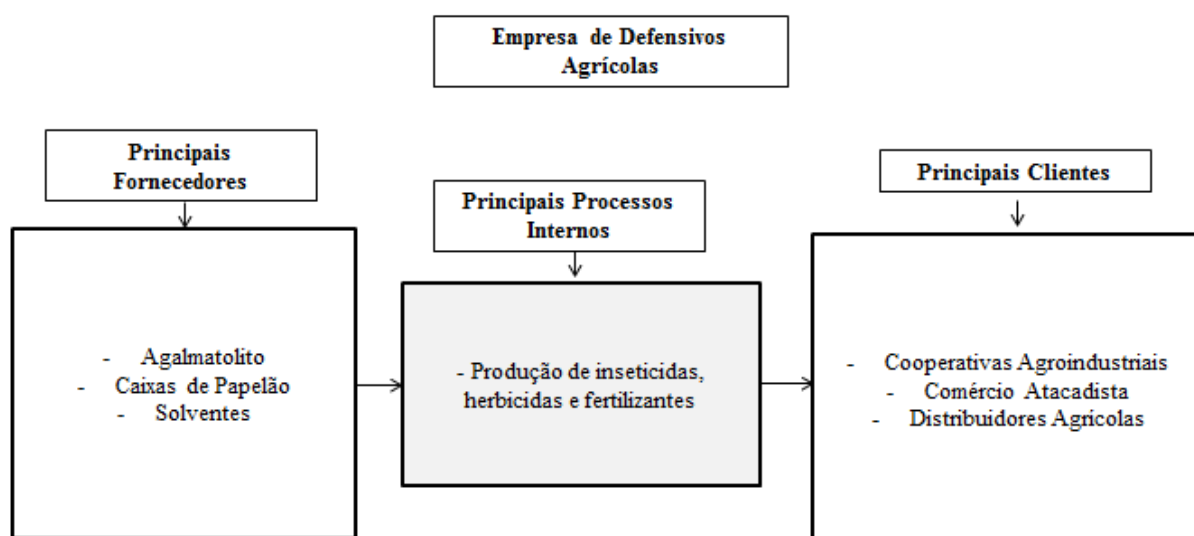 Empresa de Defensivos
Agrícolas
Principais
Fornecedores
- Agalmatolito
- Caixas de Papelão
- Solventes
Principais Processos
Internos
- Produção de inseticidas,
herbicidas e fertilizantes
Principais Clientes
- Cooperativas Agroindustriais
- Comércio Atacadista
- Distribuidores Agricolas